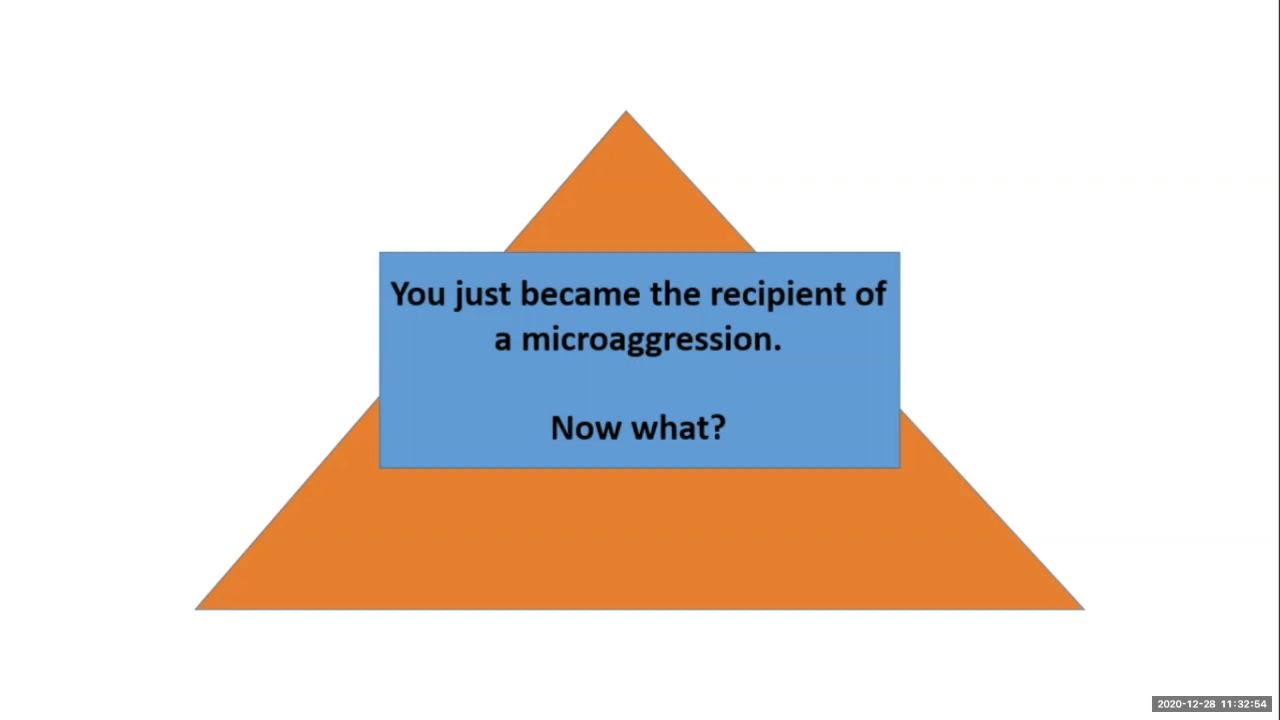 You just became the recipient of
a microaggression.
Now what?
2020-12-28 11:32:54